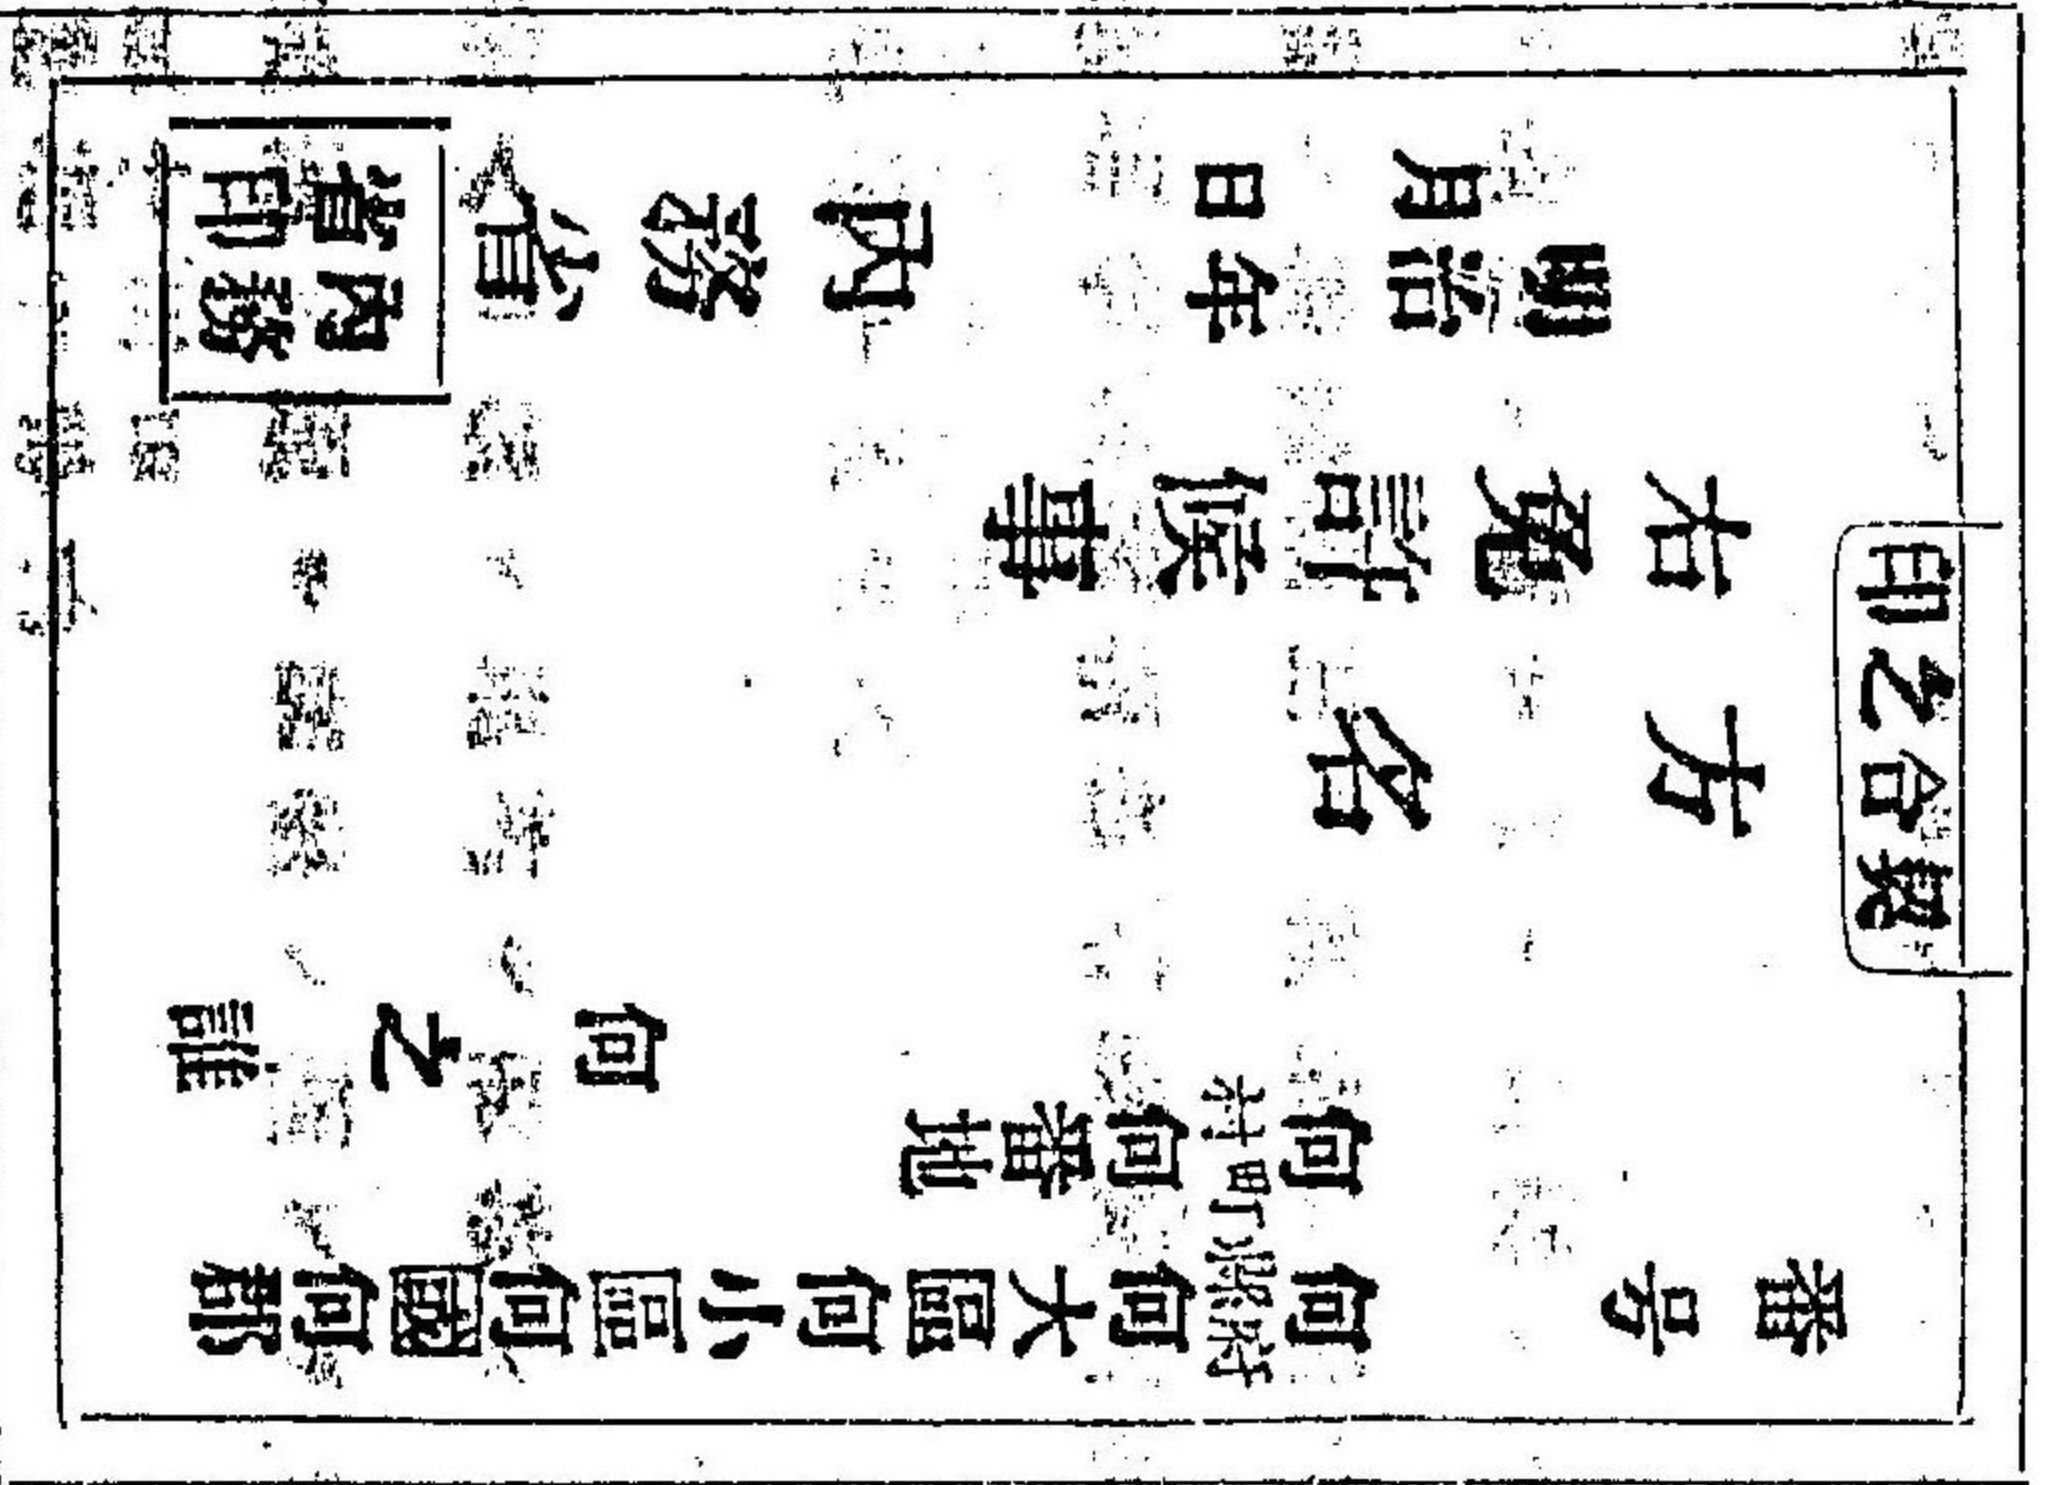 契合之印
番号
何府縣何大區何小區何國何郡
何町村何番地
何之誰
方名
右免許候事
明治年
月日
内務省
内務
省印